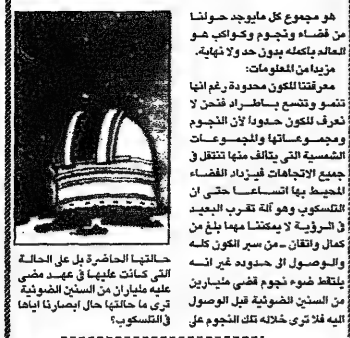 هو مجموع كل مايوجد حولنا
من فضاء ونجوم وكواكب هو
العالم باكمله بدون حد ولا نهاية.
مزيدا من المعلومات:
معرفتنا للكون محدودة رغم انها
تنمو وتتسع باطراد فنحن لا
نعرف للكون حدودا لأن النجوم
ومجموعاتها والمجموعات
الشمسية التي يتالف منها تنتقل في
جميع الاتجاهات فيزداد الفضاء
المحيط بها اتساعا حتى ان
التلسكوب وهو آلة تقرب البعيد
في الرؤية لا يمكننا مهما بلغ من
كمال واتقان - من سبر الكون كله
والوصول الى حدوده غير انه
يلتقط ضوء نجوم قضى مليارين
من السنين الضوئية قبل الوصول
اليه فلا ترى خلاله تلك النجوم على
حالتها الحاضرة بل على الحالة
التي كانت عليها في عهد مضى
عليه ملياران من السنين الضوئية
ترى ما حالتها حال ابصارنا اياها
في التلسكوب؟